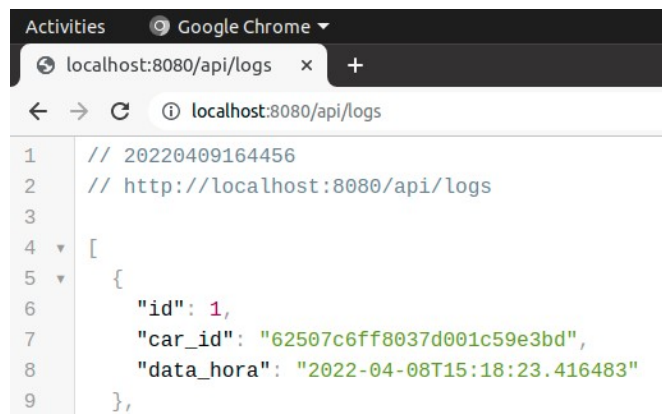 Activities Google Chrome
localhost:8080/api/logs × +
localhost:8080/api/logs
1 // 20220409164456
2 // http://localhost:8080/api/logs
3
4 [
5 {
6 "id": 1,
7 "car_id": "62507c6ff8037d001c59e3bd",
8 "data_hora": "2022-04-08T15:18:23.416483"
9 },